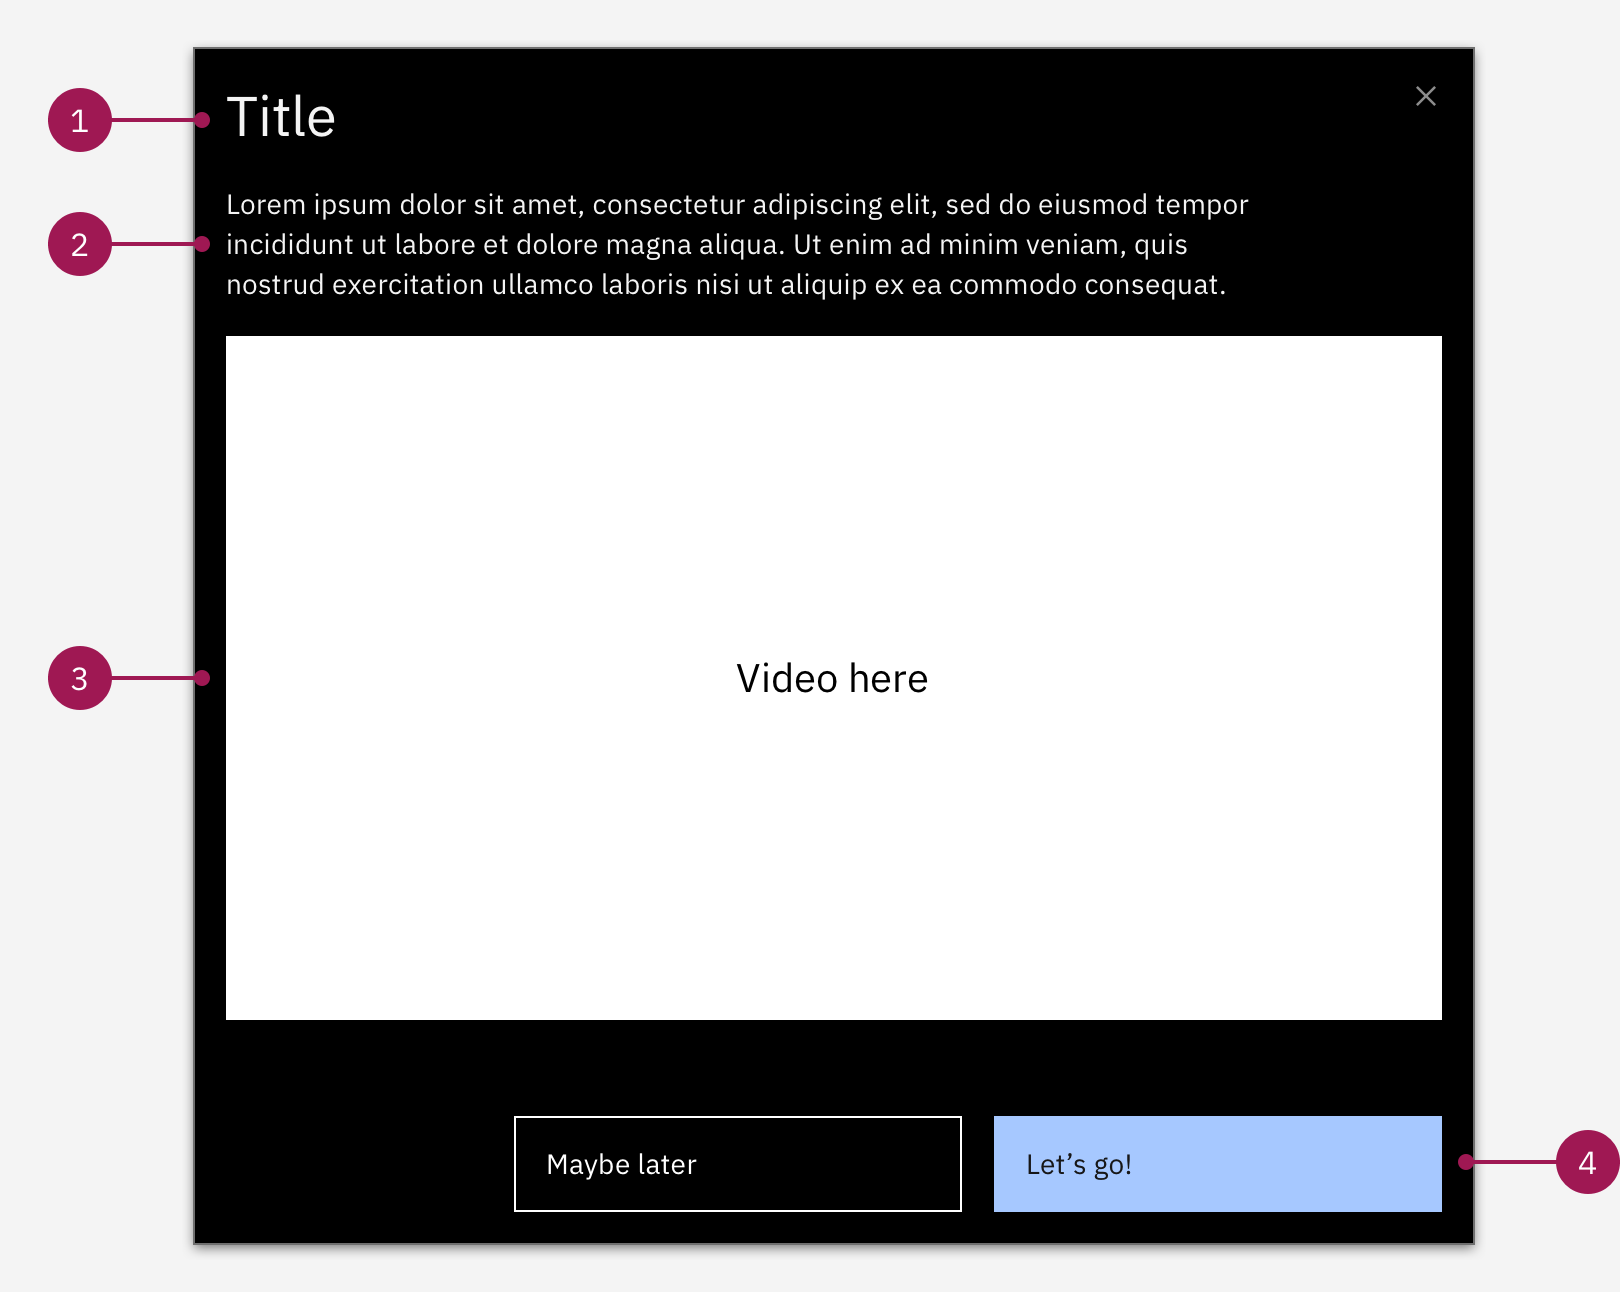 1
Title
2
Lorem ipsum dolor sit amet, consectetur adipiscing elit, sed do eiusmod tempor
incididunt ut labore et dolore magna aliqua. Ut enim ad minim veniam, quis
nostrud exercitation ullamco laboris nisi ut aliquip ex ea commodo consequat.
3
Video here
Maybe later
Let’s go!
4